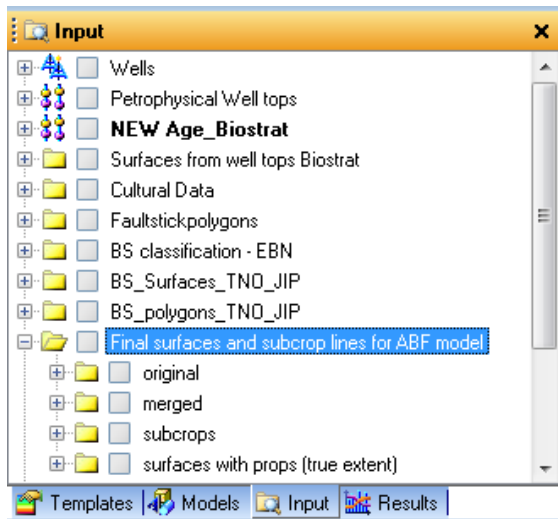 Input
Wells
Petrophysical Well tops
NEW Age_Biostrat
Surfaces from well tops Biostrat
Cultural Data
Faultstickpolygons
BS classification - EBN
BS_Surfaces_TNO_JIP
BS_polygons_TNO_JIP
Final surfaces and subcrop lines for ABF model
original
merged
subcrops
surfaces with props (true extent)
Templates Models Input Results